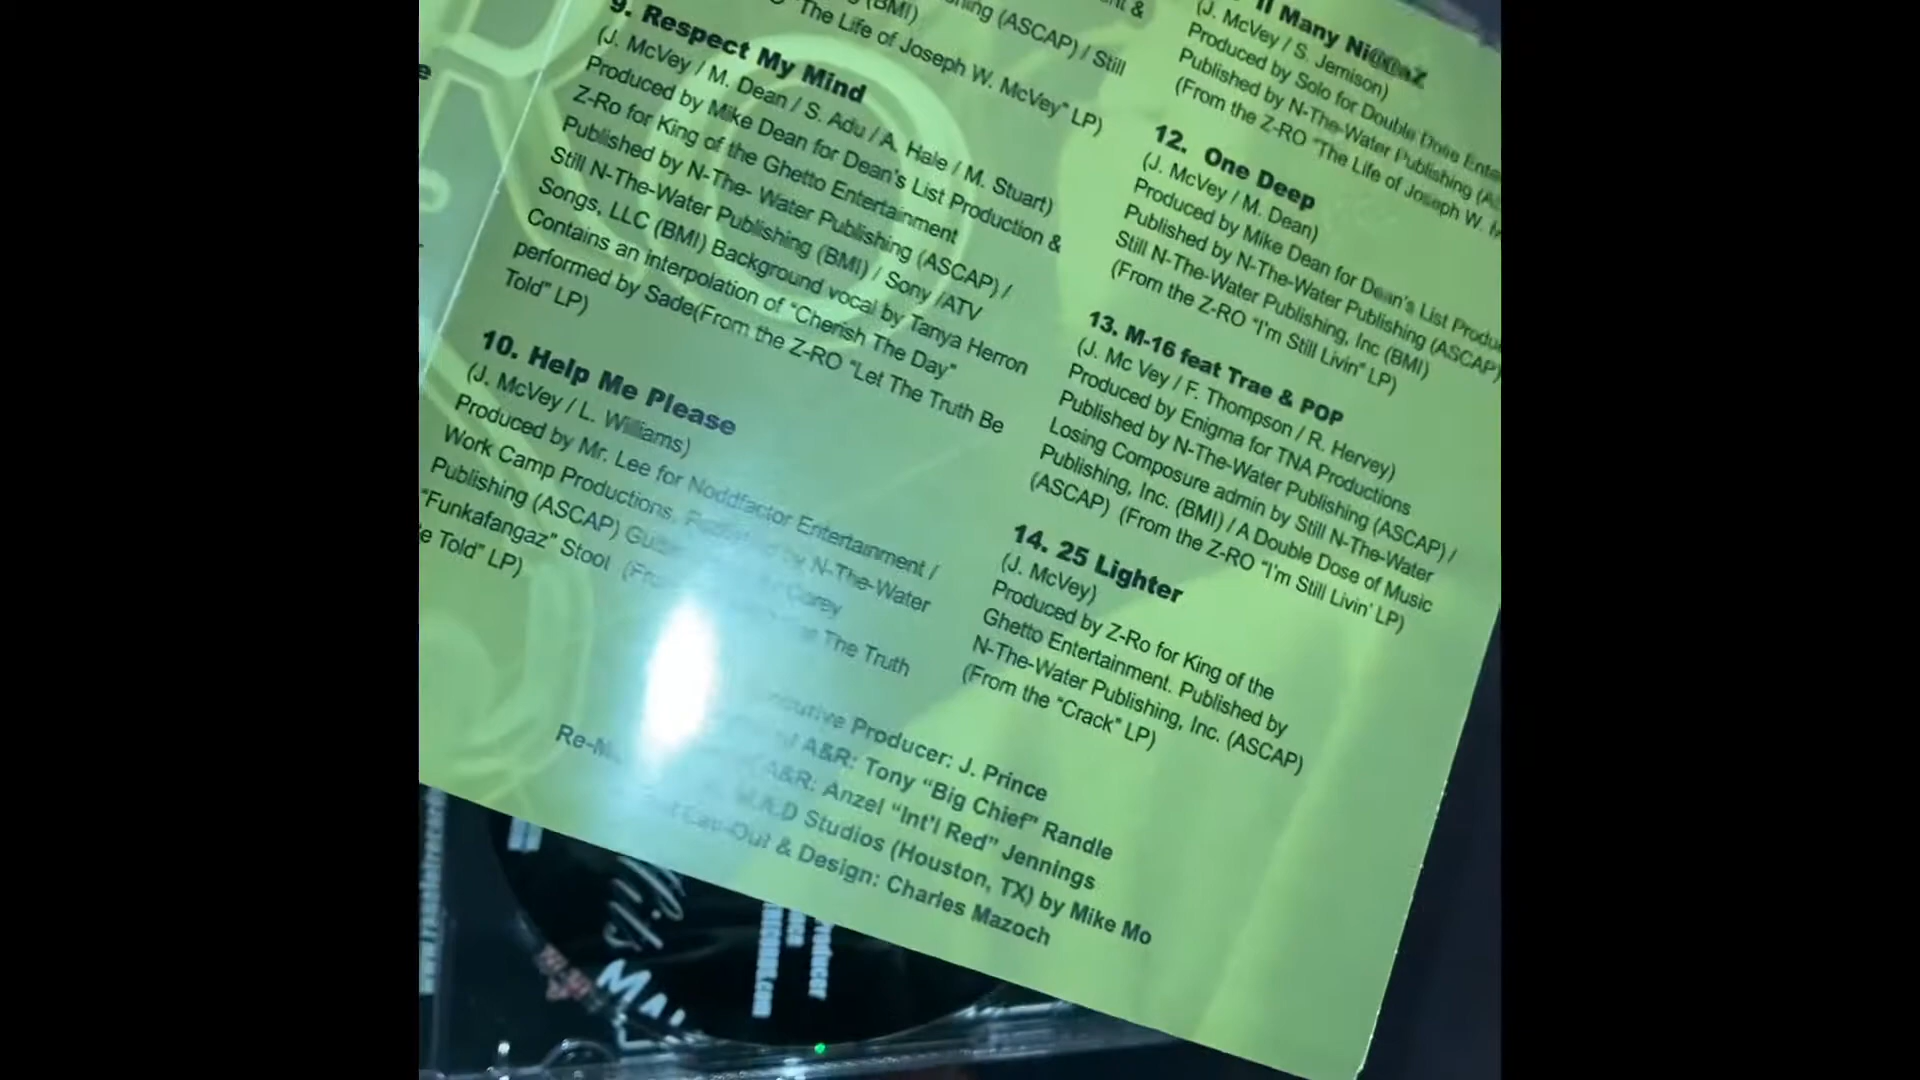 (BMI)
"The Life of Joseph W. McVey" LP)
(ASCAP) / Still
9. Respect My Mind
(J. McVey / M. Dean / S. Adu / A. Hale / M. Stuart)
Produced by Mike Dean for Dean's List Production &
Z-Ro for King of the Ghetto Entertainment
Published by N-The- Water Publishing (ASCAP) /
Still N-The-Water Publishing (BMI) / Sony /ATV
Songs, LLC (BMI) Background vocal by Tanya Herron
Contains an interpolation of "Cherish The Day"
performed by Sade(From the Z-RO "Let The Truth Be
Told" LP)
10. Help Me Please
(J. McVey / L. Williams)
Produced by Mr. Lee for Noddfactor Entertainment /
Work Camp Productions. by N-The-Water
Publishing (ASCAP) Corey
"Funkafangaz" Stool The Truth
Told" LP)
Many Ni@@aZ
(J. McVey / S. Jemison)
Produced by Solo for Double Dose
Published by N-The-Water Publishing
(From the Z-RO "The Life of Joseph W.
12. One Deep
(J. McVey / M. Dean)
Produced by Mike Dean for Dean's List
Published by N-The-Water Publishing (ASCAP)
Still N-The-Water Publishing, Inc (BMI)
(From the Z-RO "I'm Still Livin" LP)
13. M-16 feat Trae & POP
(J. Mc Vey / F. Thompson / R. Hervey)
Produced by Enigma for TNA Productions
Published by N-The-Water Publishing (ASCAP) /
Losing Composure admin by Still N-The-Water
Publishing, Inc. (BMI) / A Double Dose of Music
(ASCAP) (From the Z-RO "I'm Still Livin' LP)
14. 25 Lighter
(J. McVey)
Produced by Z-Ro for King of the
Ghetto Entertainment. Published by
N-The-Water Publishing, Inc. (ASCAP)
(From the "Crack" LP)
Producer: J. Prince
A&R: Tony "Big Chief" Randle
A&R: Anzel "Int'l Red" Jennings
Studios (Houston, TX) by Mike Mo
& Design: Charles Mazoch